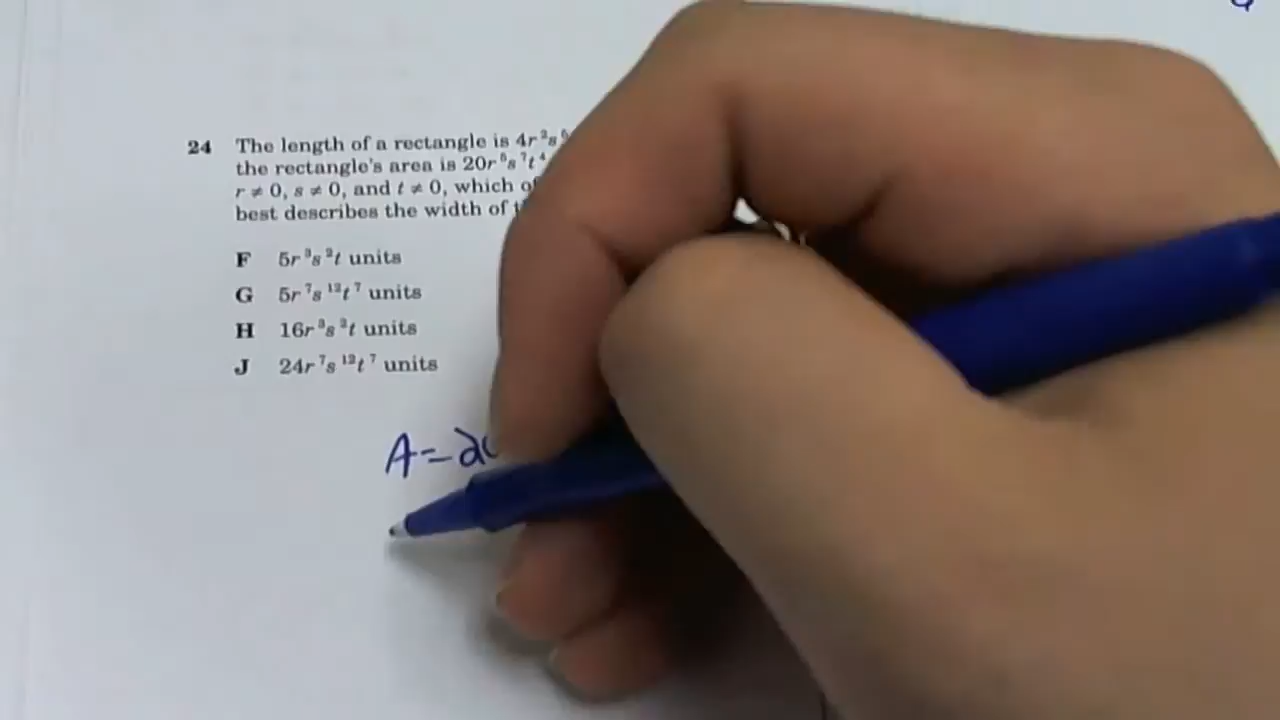 24 The length of a rectangle is 4r²s⁵
the rectangle's area is 20r⁵s⁷t⁴
r ≠ 0, s ≠ 0, and t ≠ 0, which of
best describes the width of
F 5r³s²t units
G 5r⁷s¹²t⁷ units
H 16r³s²t units
J 24r⁷s¹²t⁷ units
A=20